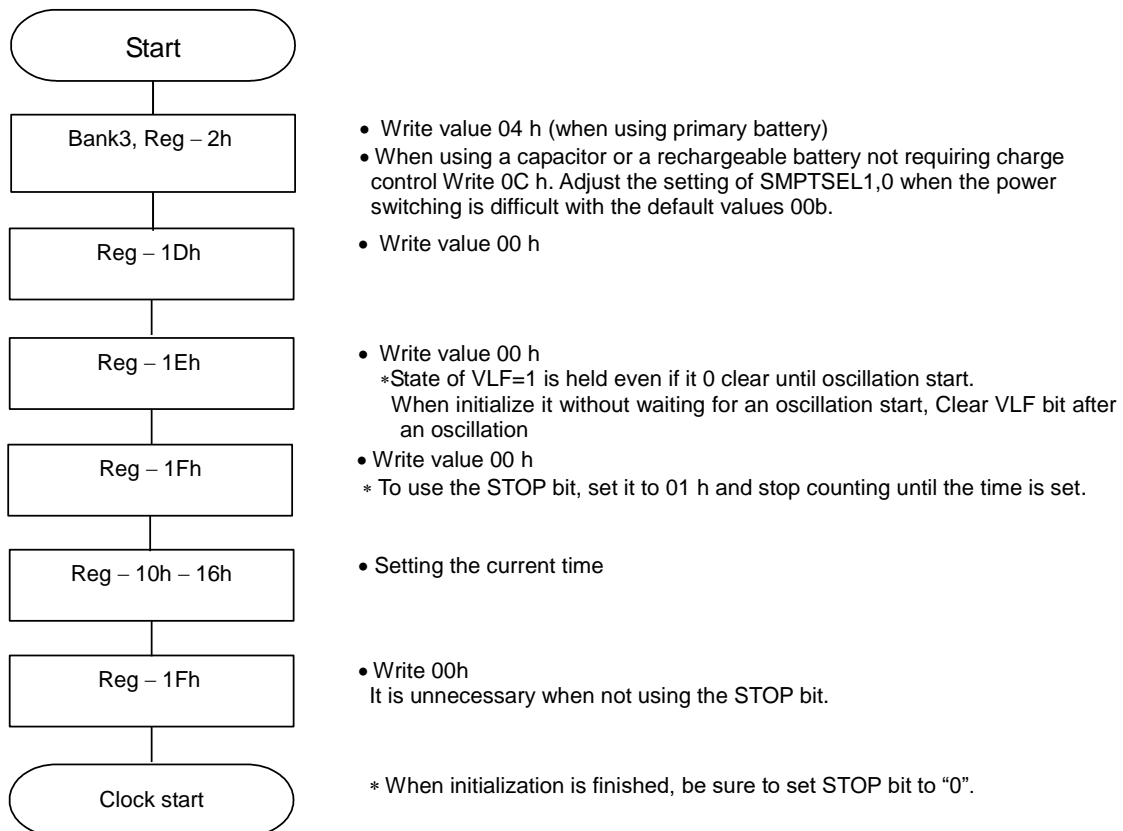 Start
Bank3, Reg – 2h
• Write value 04 h (when using primary battery)
• When using a capacitor or a rechargeable battery not requiring charge
control Write 0C h. Adjust the setting of SMPTSEL1,0 when the power
switching is difficult with the default values 00b.
Reg – 1Dh
• Write value 00 h
Reg – 1Eh
• Write value 00 h
*State of VLF=1 is held even if it 0 clear until oscillation start.
When initialize it without waiting for an oscillation start, Clear VLF bit after
an oscillation
Reg – 1Fh
• Write value 00 h
* To use the STOP bit, set it to 01 h and stop counting until the time is set.
Reg – 10h – 16h
• Setting the current time
Reg – 1Fh
• Write 00h
It is unnecessary when not using the STOP bit.
Clock start
* When initialization is finished, be sure to set STOP bit to “0”.